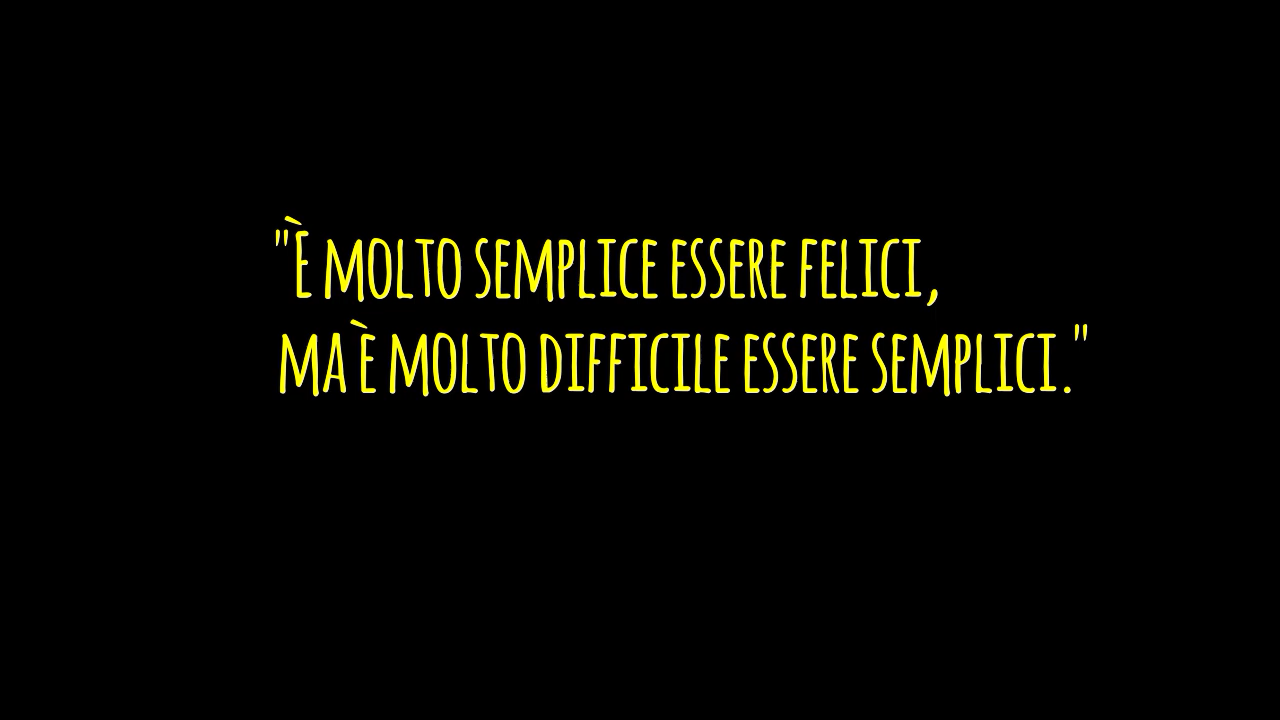 "È MOLTO SEMPLICE ESSERE FELICI,
MA È MOLTO DIFFICILE ESSERE SEMPLICI."